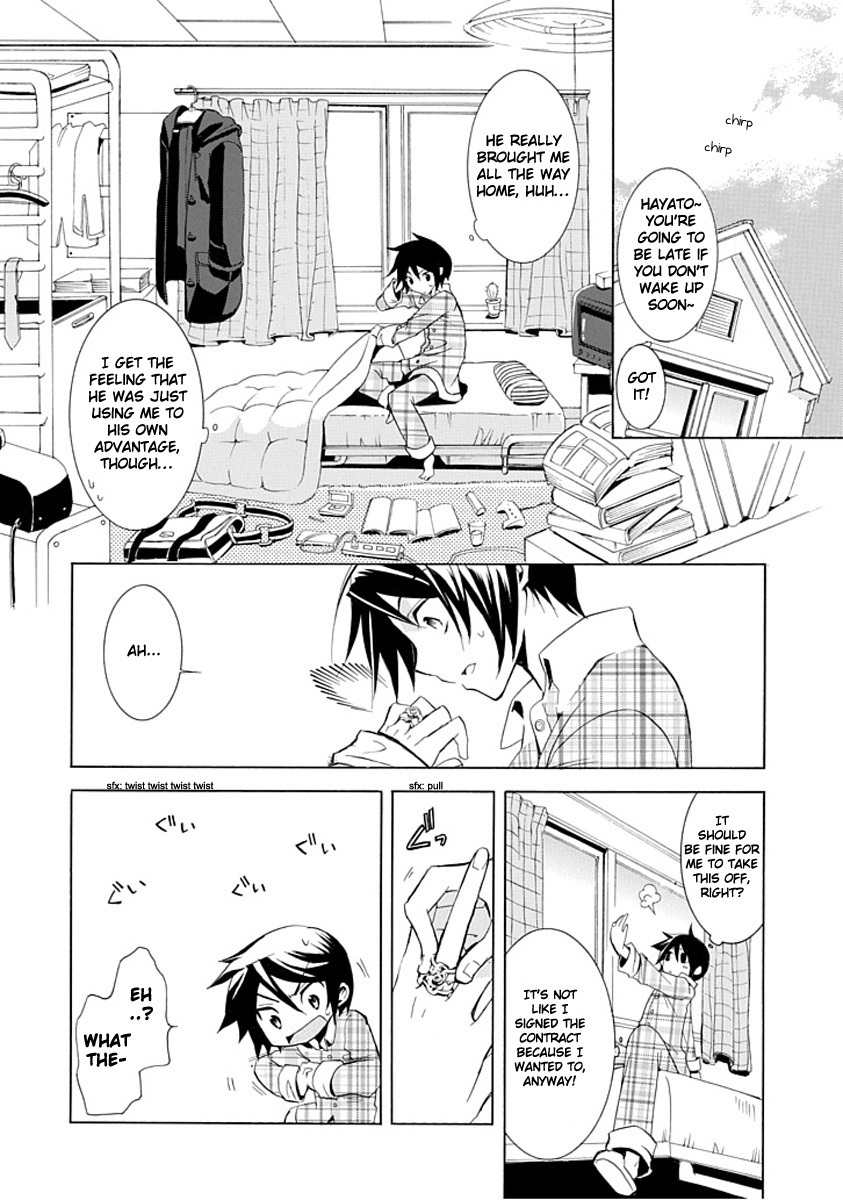 chirp
chirp
HAYATO~
YOU'RE
GOING TO
BE LATE IF
YOU DON'T
WAKE UP
SOON~
GOT
IT!
HE REALLY
BROUGHT ME
ALL THE WAY
HOME, HUH...
I GET THE
FEELING THAT
HE WAS JUST
USING ME TO
HIS OWN
ADVANTAGE,
THOUGH...
AH...
IT
SHOULD
BE FINE FOR
ME TO TAKE
THIS OFF,
RIGHT?
IT'S NOT
LIKE I
SIGNED THE
CONTRACT
BECAUSE I
WANTED TO,
ANYWAY!
sfx: pull
ぐっ
sfx: twist twist twist twist
ぐい
ぐい
ぐい
EH
..?
WHAT
THE-